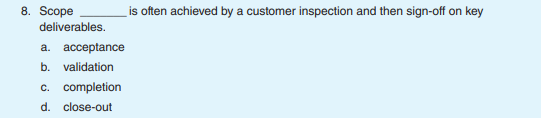 8. Scope _______ is often achieved by a customer inspection and then sign-off on key
deliverables.
a. acceptance
b. validation
c. completion
d. close-out